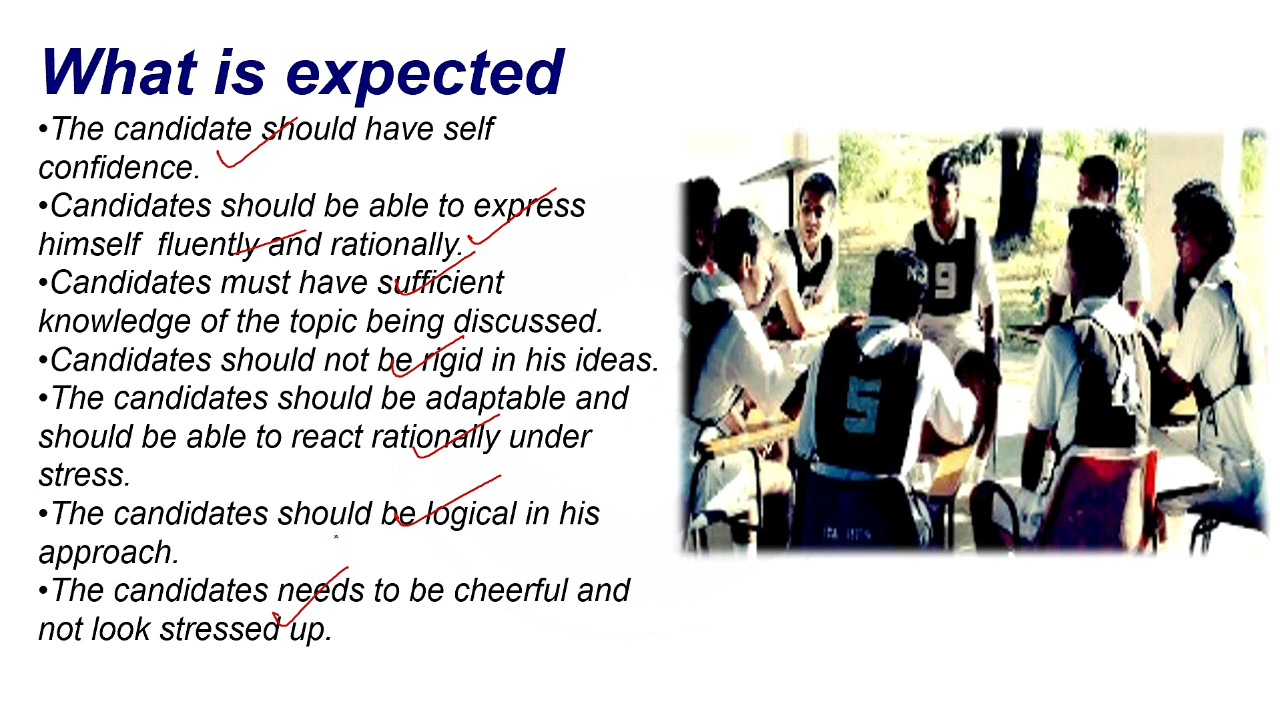 What is expected
•The candidate should have self
confidence.
•Candidates should be able to express
himself fluently and rationally.
•Candidates must have sufficient
knowledge of the topic being discussed.
•Candidates should not be rigid in his ideas.
•The candidates should be adaptable and
should be able to react rationally under
stress.
•The candidates should be logical in his
approach.
•The candidates needs to be cheerful and
not look stressed up.
9
5
4